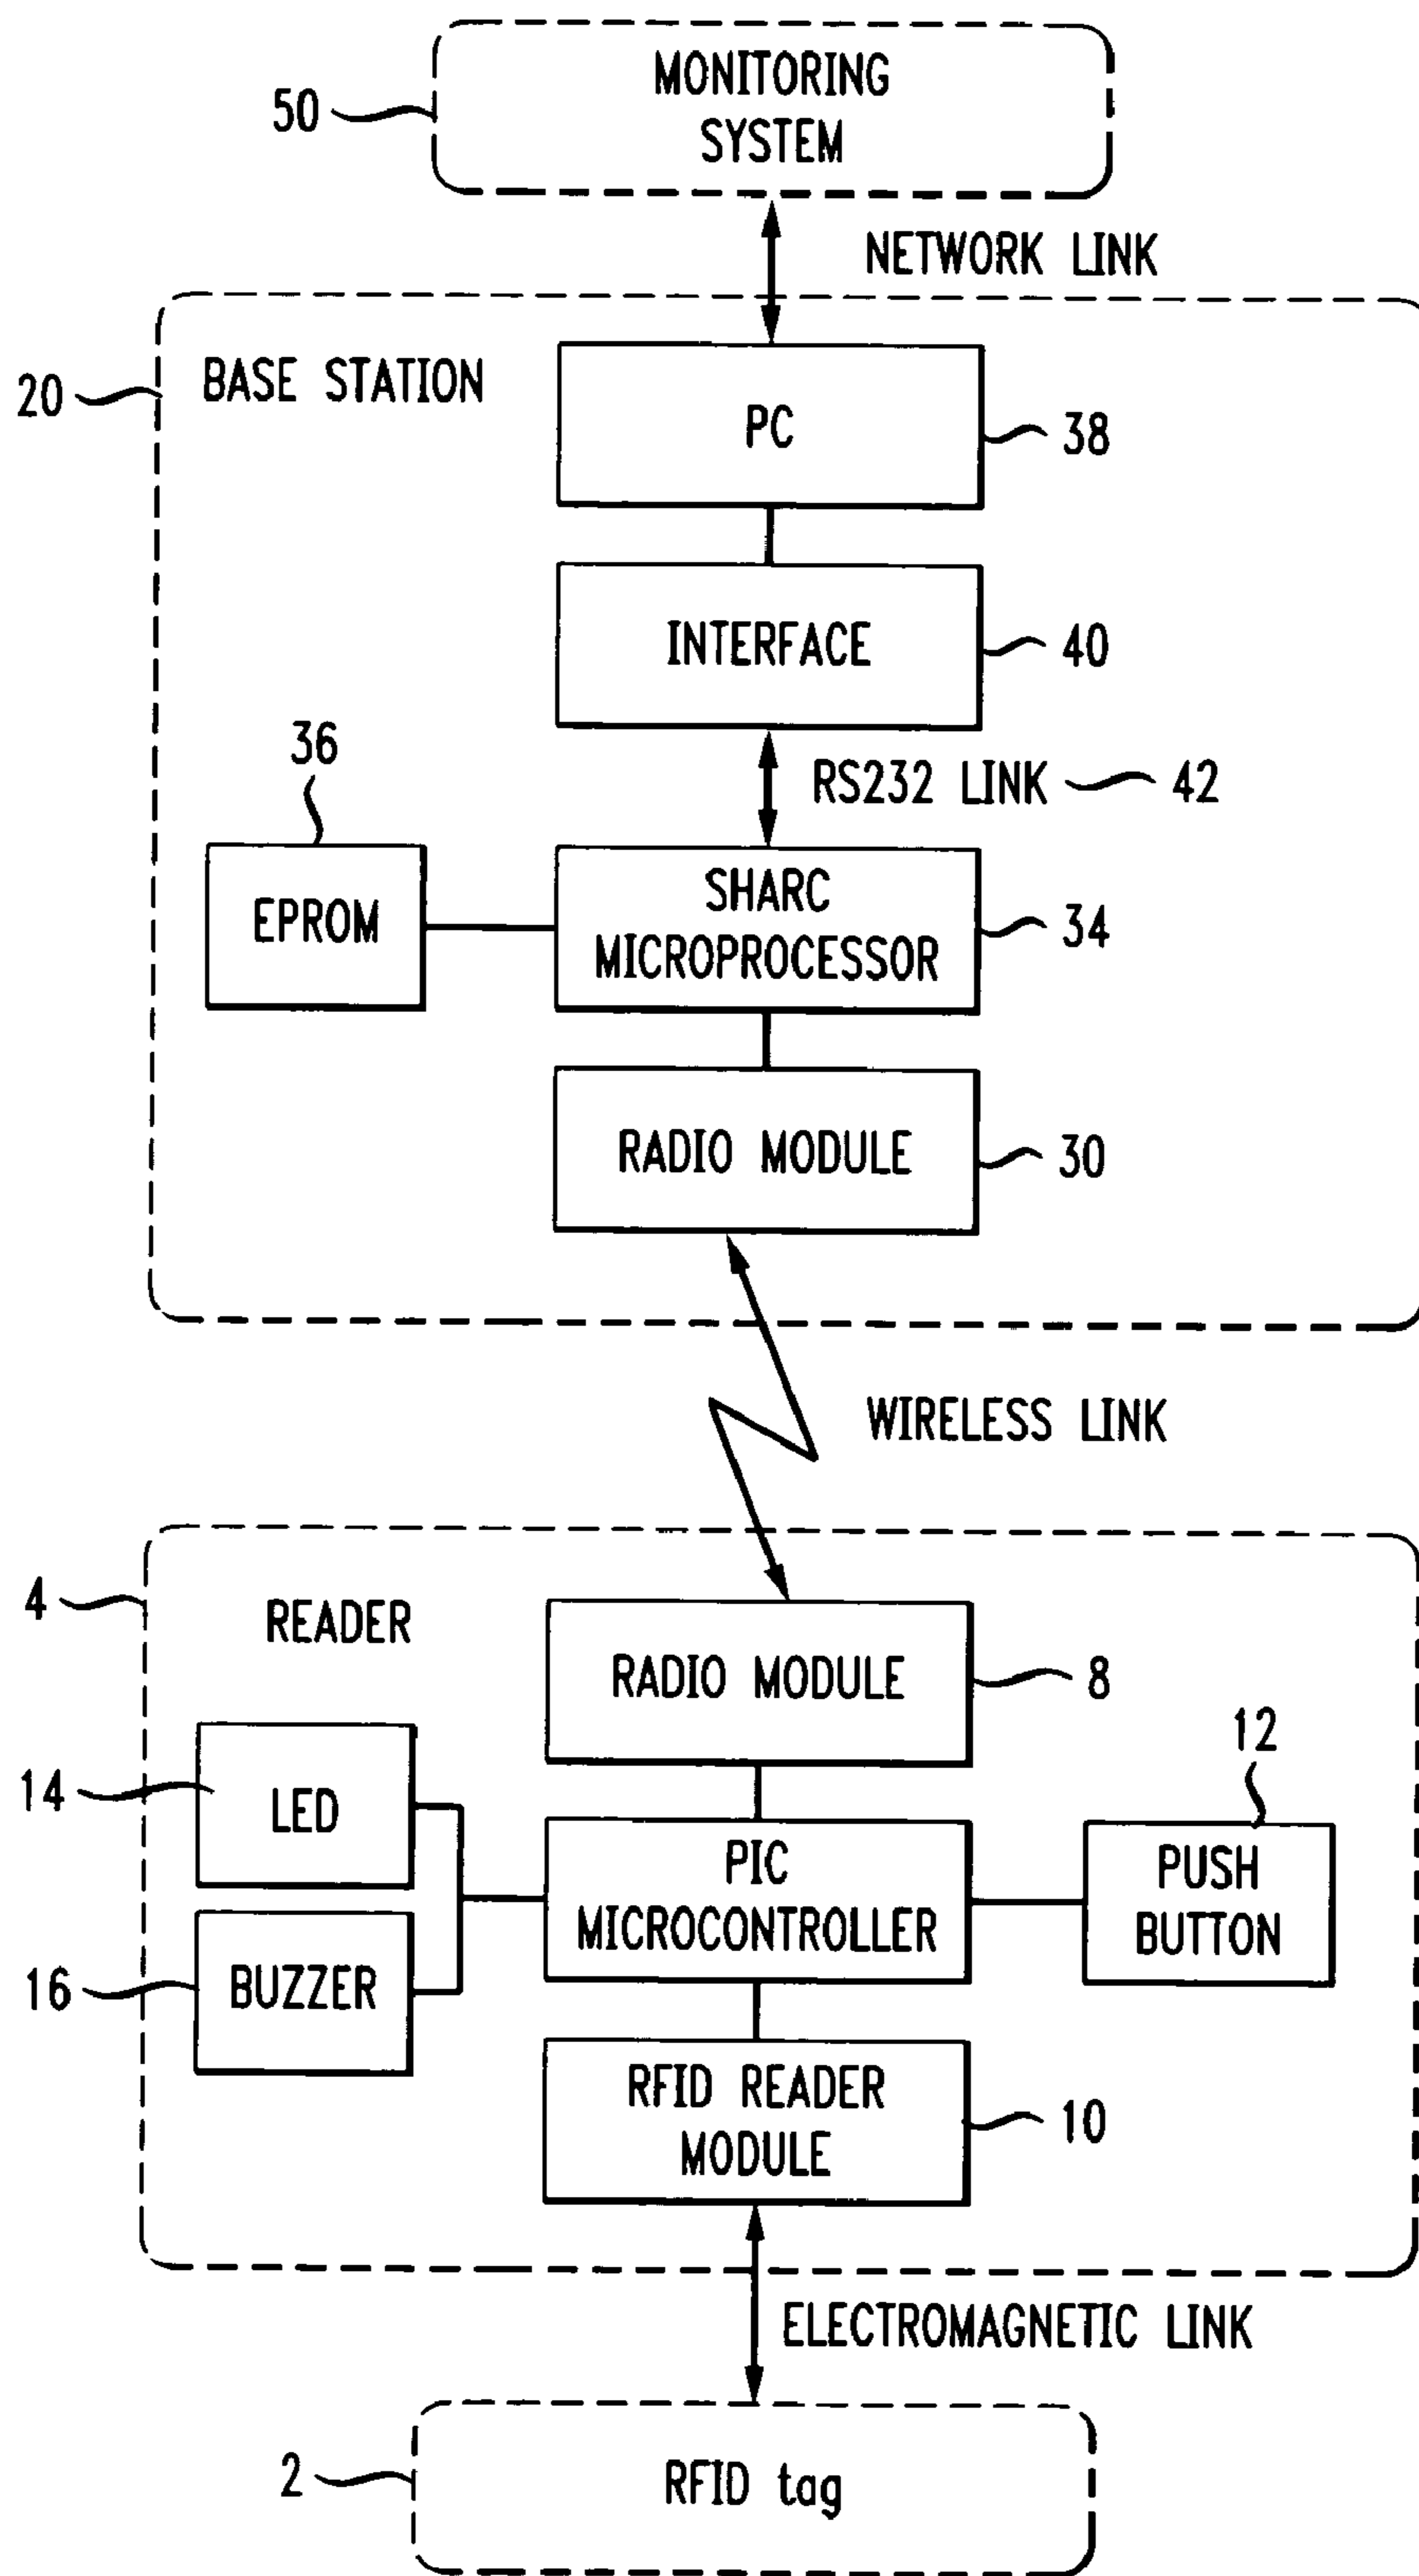 MONITORING
SYSTEM
50
NETWORK LINK
BASE STATION
20
PC
38
INTERFACE
40
36
RS232 LINK
42
EPROM
SHARC
MICROPROCESSOR
34
RADIO MODULE
30
WIRELESS LINK
4
READER
RADIO MODULE
8
12
14
LED
PIC
MICROCONTROLLER
PUSH
BUTTON
16
BUZZER
RFID READER
MODULE
10
ELECTROMAGNETIC LINK
2
RFID tag